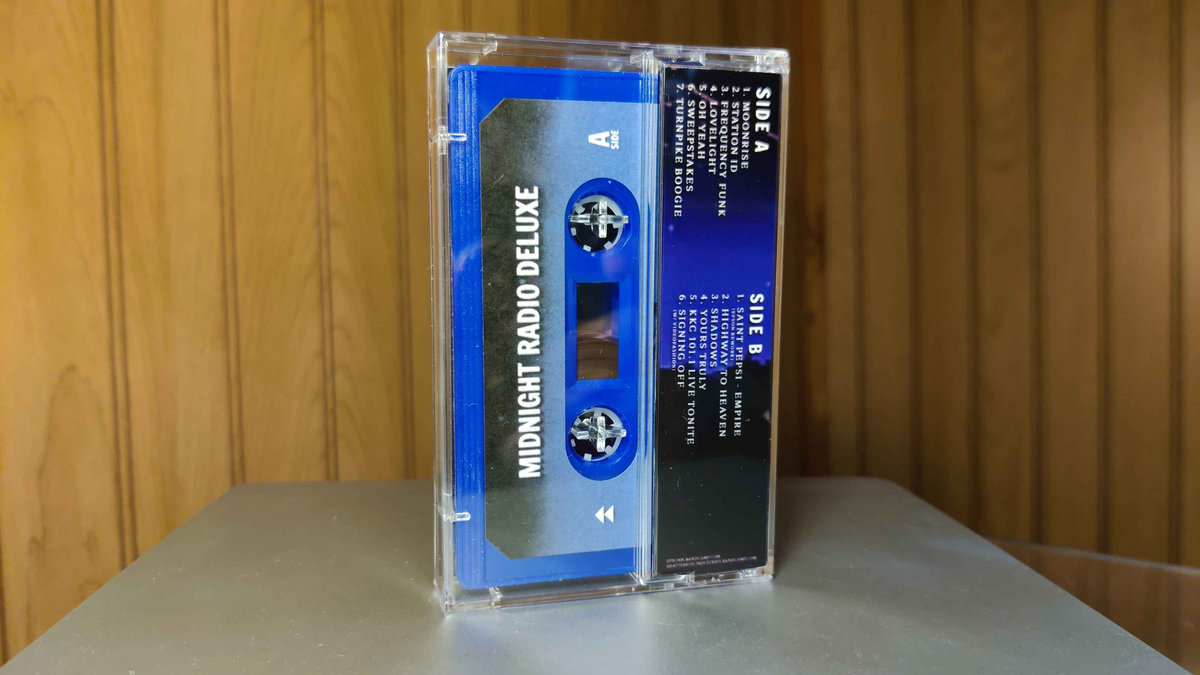 SIDE A
1. MOONRISE
2. STATION ID
3. FREQUENCY FUNK
4. LOVELIGHT
5. OH YEAH
6. SWEEPSTAKES
7. TURNPIKE BOOGIE
SIDE B
1. SAINT PEPSI - EMPIRE
2. HIGHWAY TO HEAVEN
3. SHADOWS
4. YOURS TRULY
5. KKC 101.1 LIVE TONITE
6. SIGNING OFF
(W/ VIDEOFASHION)
A
SIDE
MIDNIGHT RADIO DELUXE